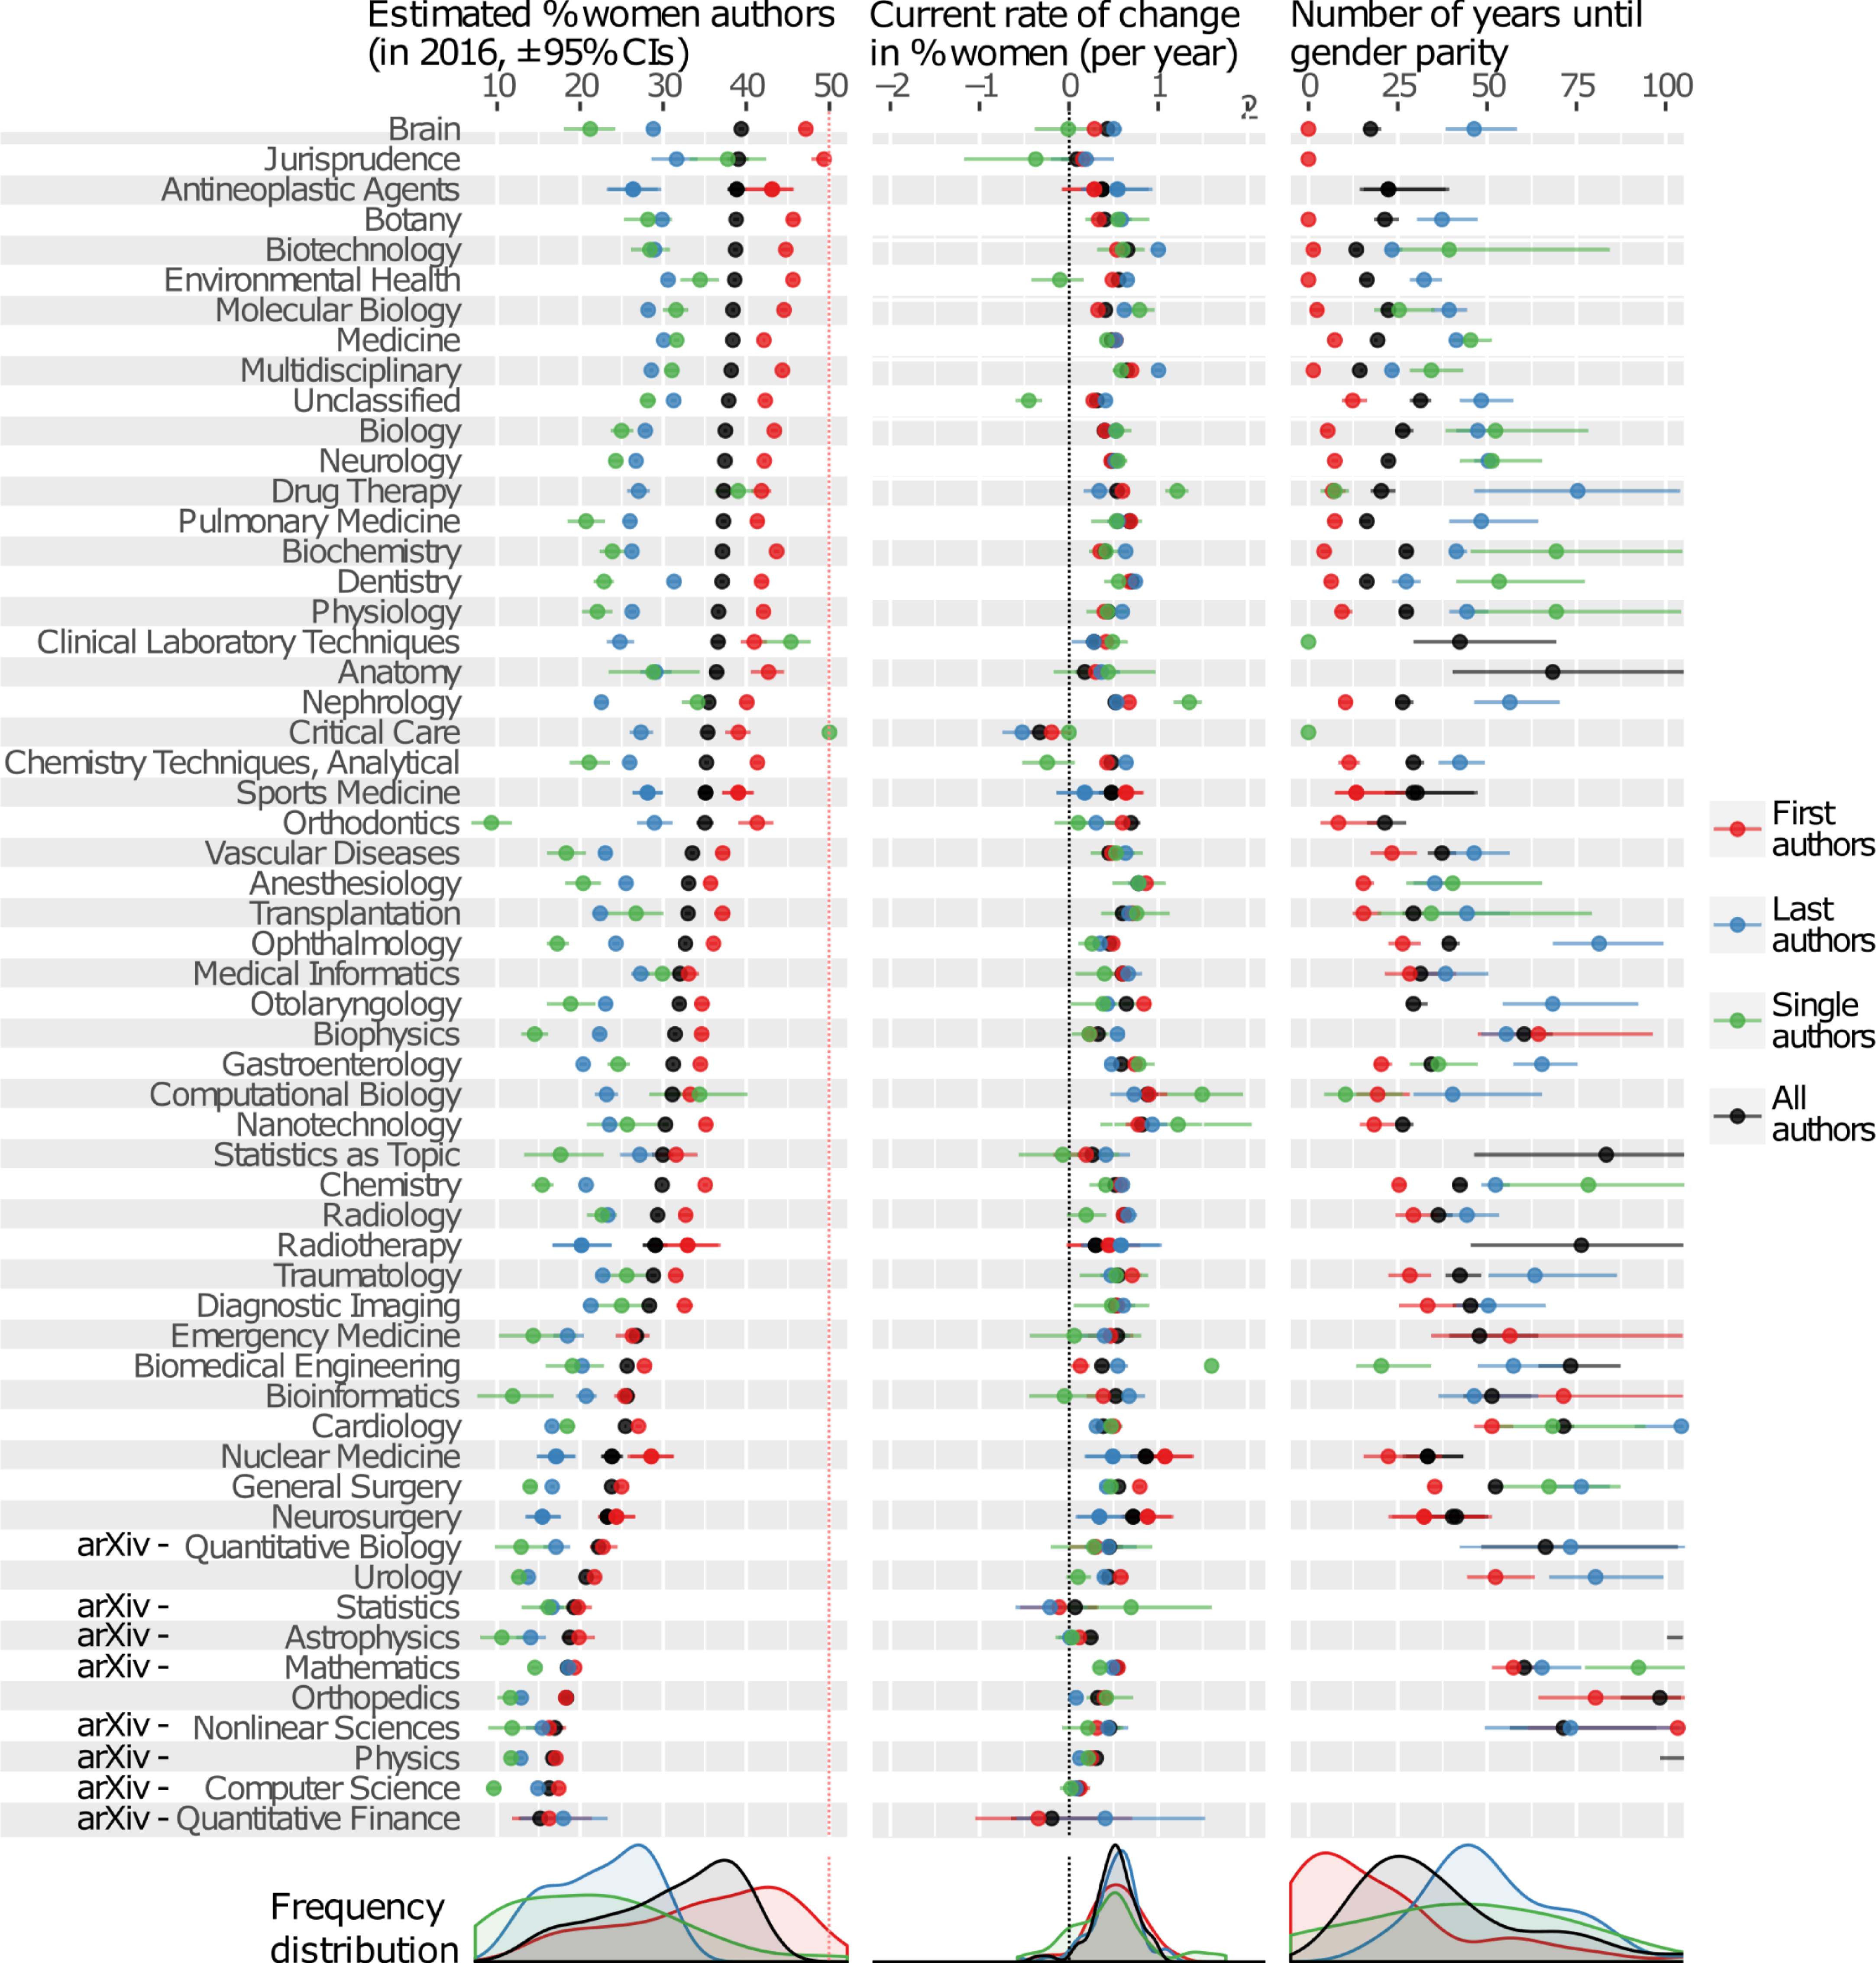 Estimated % women authors
(in 2016, ±95% CIs)
Current rate of change
in % women (per year)
Number of years until
gender parity
10 20 30 40 50
−2 −1 0 1 2
0 25 50 75 100
Brain
Jurisprudence
Antineoplastic Agents
Botany
Biotechnology
Environmental Health
Molecular Biology
Medicine
Multidisciplinary
Unclassified
Biology
Neurology
Drug Therapy
Pulmonary Medicine
Biochemistry
Dentistry
Physiology
Clinical Laboratory Techniques
Anatomy
Nephrology
Critical Care
Chemistry Techniques, Analytical
Sports Medicine
Orthodontics
Vascular Diseases
Anesthesiology
Transplantation
Ophthalmology
Medical Informatics
Otolaryngology
Biophysics
Gastroenterology
Computational Biology
Nanotechnology
Statistics as Topic
Chemistry
Radiology
Radiotherapy
Traumatology
Diagnostic Imaging
Emergency Medicine
Biomedical Engineering
Bioinformatics
Cardiology
Nuclear Medicine
General Surgery
Neurosurgery
arXiv - Quantitative Biology
Urology
arXiv - Statistics
arXiv - Astrophysics
arXiv - Mathematics
Orthopedics
arXiv - Nonlinear Sciences
arXiv - Physics
arXiv - Computer Science
arXiv - Quantitative Finance
Frequency
distribution
First
authors
Last
authors
Single
authors
All
authors